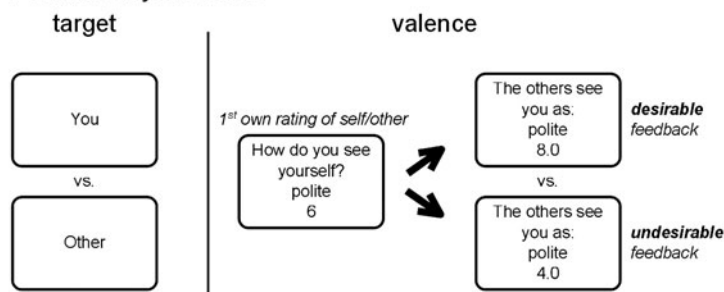 target
valence
You
vs.
Other
1st own rating of self/other
How do you see
yourself?
polite
6
The others see
you as:
polite
8.0
desirable
feedback
vs.
The others see
you as:
polite
4.0
undesirable
feedback